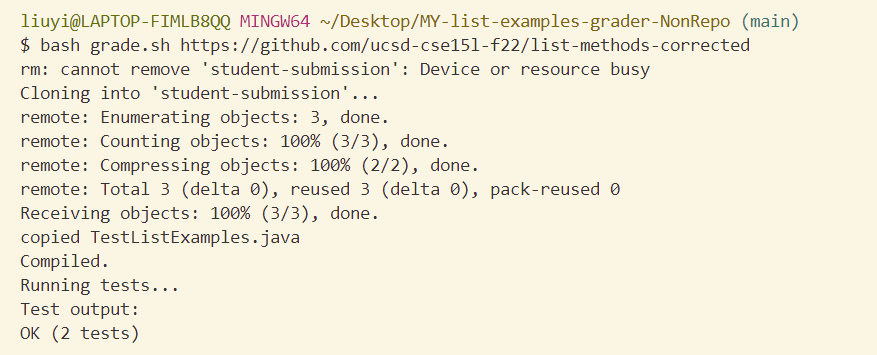 liuyi@LAPTOP-FIMLB8QQ MINGW64 ~/Desktop/MY-list-examples-grader-NonRepo (main)
$ bash grade.sh https://github.com/ucsd-cse15l-f22/list-methods-corrected
rm: cannot remove 'student-submission': Device or resource busy
Cloning into 'student-submission'...
remote: Enumerating objects: 3, done.
remote: Counting objects: 100% (3/3), done.
remote: Compressing objects: 100% (2/2), done.
remote: Total 3 (delta 0), reused 3 (delta 0), pack-reused 0
Receiving objects: 100% (3/3), done.
copied TestListExamples.java
Compiled.
Running tests...
Test output:
OK (2 tests)